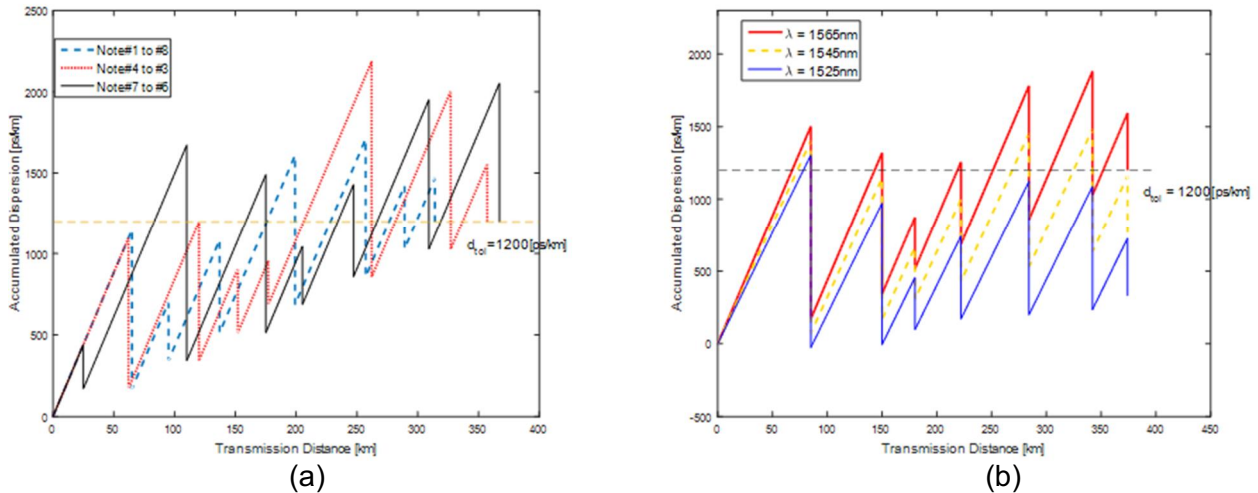 2500
2000
1500
1000
500
0
Accumulated Dispersion [ps/km]
Note#1 to #8
Note#4 to #3
Note#7 to #6
d_tol =1200[ps/km]
0 50 100 150 200 250 300 350 400
Transmission Distance [km]
(a)
2000
1500
1000
500
0
-500
Accumulated Dispersion [ps/km]
λ = 1565nm
λ = 1545nm
λ = 1525nm
d_tol = 1200 [ps/km]
0 50 100 150 200 250 300 350 400 450
Transmission Distance [km]
(b)